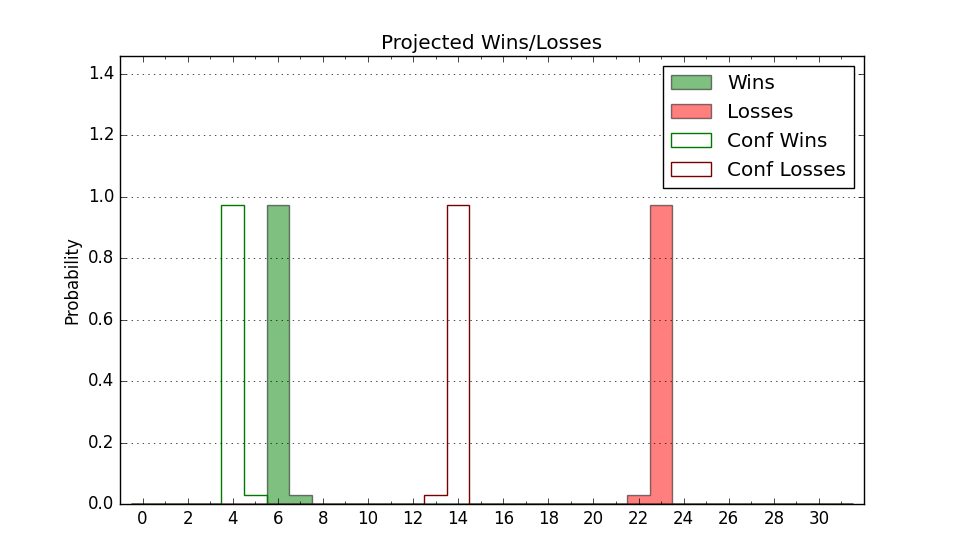 Projected Wins/Losses
Probability
1.4
1.2
1.0
0.8
0.6
0.4
0.2
0.0
Wins
Losses
Conf Wins
Conf Losses
0 2 4 6 8 10 12 14 16 18 20 22 24 26 28 30